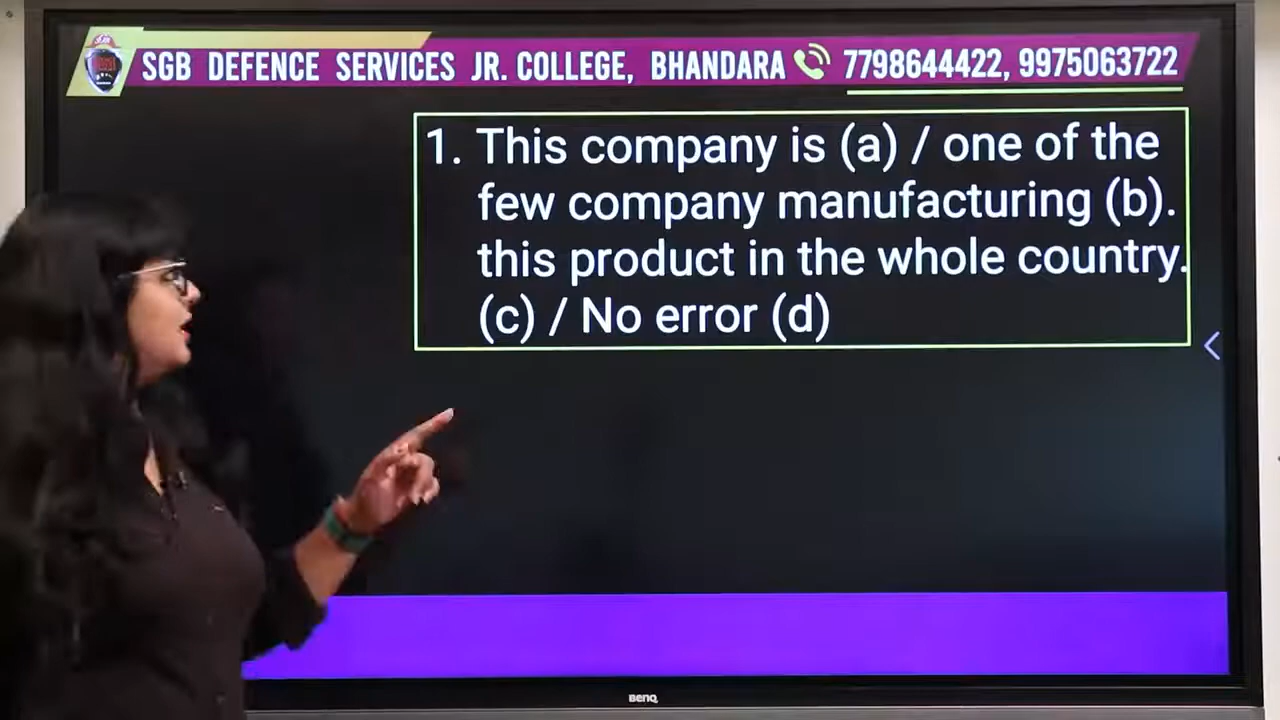 SGB DEFENCE SERVICES JR. COLLEGE, BHANDARA 7798644422, 9975063722
1. This company is (a) / one of the
few company manufacturing (b).
this product in the whole country.
(c) / No error (d)
BENQ